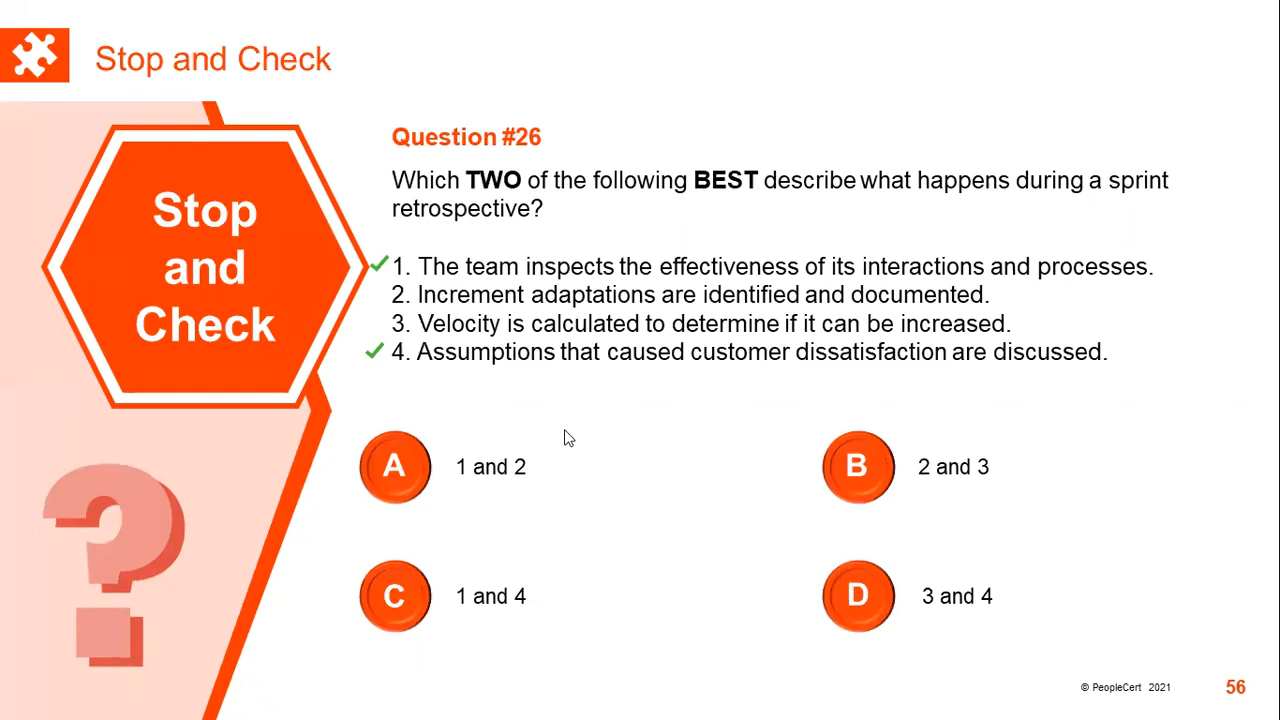 Stop and Check
Stop
and
Check
Question #26
Which TWO of the following BEST describe what happens during a sprint
retrospective?
1. The team inspects the effectiveness of its interactions and processes.
2. Increment adaptations are identified and documented.
3. Velocity is calculated to determine if it can be increased.
4. Assumptions that caused customer dissatisfaction are discussed.
A 1 and 2
B 2 and 3
C 1 and 4
D 3 and 4
?
© PeopleCert 2021
56